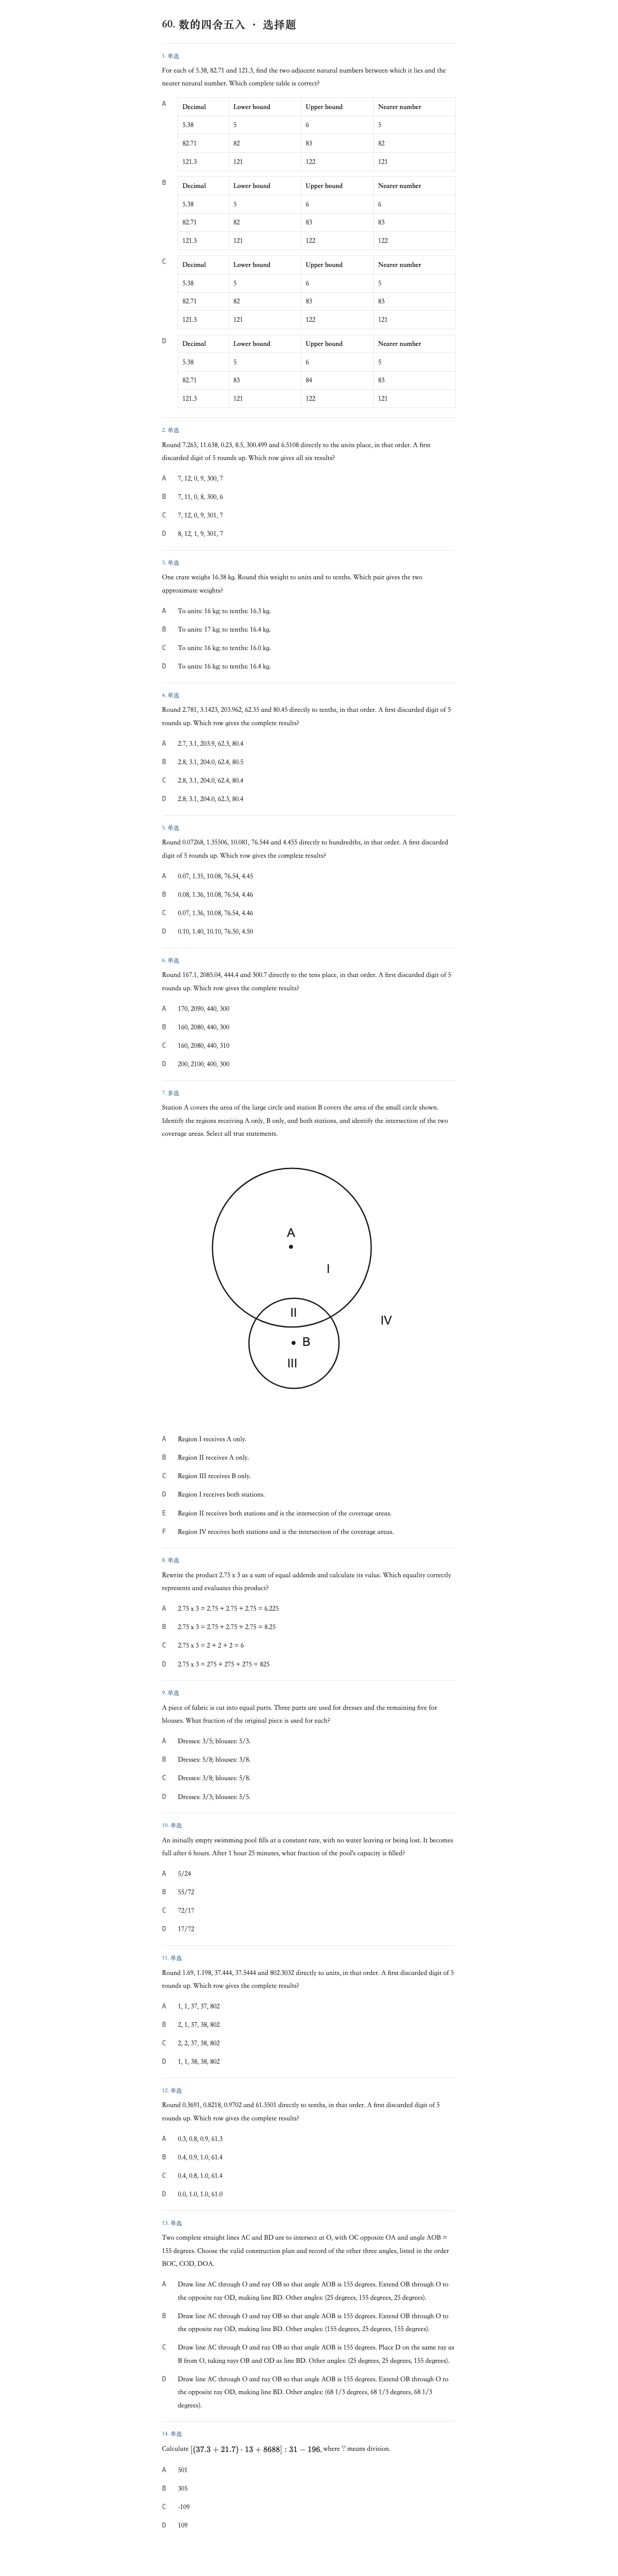 60. 数的四舍五入 · 选择题
1. 单选
For each of 5.38, 82.71 and 121.3, find the two adjacent natural numbers between which it lies and the
nearer natural number. Which complete table is correct?
A
Decimal Lower bound Upper bound Nearer number
5.38 5 6 5
82.71 82 83 82
121.3 121 122 121
B
Decimal Lower bound Upper bound Nearer number
5.38 5 6 6
82.71 82 83 83
121.3 121 122 122
C
Decimal Lower bound Upper bound Nearer number
5.38 5 6 5
82.71 82 83 83
121.3 121 122 121
D
Decimal Lower bound Upper bound Nearer number
5.38 5 6 5
82.71 83 84 83
121.3 121 122 121
2. 单选
Round 7.265, 11.638, 0.23, 8.5, 300.499 and 6.5108 directly to the units place, in that order. A first
discarded digit of 5 rounds up. Which row gives all six results?
A 7, 12, 0, 9, 300, 7
B 7, 11, 0, 8, 300, 6
C 7, 12, 0, 9, 301, 7
D 8, 12, 1, 9, 301, 7
3. 单选
One crate weighs 16.38 kg. Round this weight to units and to tenths. Which pair gives the two
approximate weights?
A To units: 16 kg; to tenths: 16.3 kg.
B To units: 17 kg; to tenths: 16.4 kg.
C To units: 16 kg; to tenths: 16.0 kg.
D To units: 16 kg; to tenths: 16.4 kg.
4. 单选
Round 2.781, 3.1423, 203.962, 62.35 and 80.45 directly to tenths, in that order. A first discarded digit of 5
rounds up. Which row gives the complete results?
A 2.7, 3.1, 203.9, 62.3, 80.4
B 2.8, 3.1, 204.0, 62.4, 80.5
C 2.8, 3.1, 204.0, 62.4, 80.4
D 2.8, 3.1, 204.0, 62.3, 80.4
5. 单选
Round 0.07268, 1.35506, 10.081, 76.544 and 4.455 directly to hundredths, in that order. A first discarded
digit of 5 rounds up. Which row gives the complete results?
A 0.07, 1.35, 10.08, 76.54, 4.45
B 0.08, 1.36, 10.08, 76.54, 4.46
C 0.07, 1.36, 10.08, 76.54, 4.46
D 0.10, 1.40, 10.10, 76.50, 4.50
6. 单选
Round 167.1, 2085.04, 444.4 and 300.7 directly to the tens place, in that order. A first discarded digit of 5
rounds up. Which row gives the complete results?
A 170, 2090, 440, 300
B 160, 2080, 440, 300
C 160, 2080, 440, 310
D 200, 2100, 400, 300
7. 多选
Station A covers the area of the large circle and station B covers the area of the small circle shown.
Identify the regions receiving A only, B only, and both stations, and identify the intersection of the two
coverage areas. Select all true statements.
A
I
II
IV
B
III
A Region I receives A only.
B Region II receives A only.
C Region III receives B only.
D Region I receives both stations.
E Region II receives both stations and is the intersection of the coverage areas.
F Region IV receives both stations and is the intersection of the coverage areas.
8. 单选
Rewrite the product 2.75 x 3 as a sum of equal addends and calculate its value. Which equality correctly
represents and evaluates this product?
A 2.75 x 3 = 2.75 + 2.75 + 2.75 = 6.225
B 2.75 x 3 = 2.75 + 2.75 + 2.75 = 8.25
C 2.75 x 3 = 2 + 2 + 2 = 6
D 2.75 x 3 = 275 + 275 + 275 = 825
9. 单选
A piece of fabric is cut into equal parts. Three parts are used for dresses and the remaining five for
blouses. What fraction of the original piece is used for each?
A Dresses: 3/5; blouses: 5/3.
B Dresses: 5/8; blouses: 3/8.
C Dresses: 3/8; blouses: 5/8.
D Dresses: 3/3; blouses: 5/5.
10. 单选
An initially empty swimming pool fills at a constant rate, with no water leaving or being lost. It becomes
full after 6 hours. After 1 hour 25 minutes, what fraction of the pool's capacity is filled?
A 5/24
B 55/72
C 72/17
D 17/72
11. 单选
Round 1.69, 1.198, 37.444, 37.5444 and 802.3032 directly to units, in that order. A first discarded digit of 5
rounds up. Which row gives the complete results?
A 1, 1, 37, 37, 802
B 2, 1, 37, 38, 802
C 2, 2, 37, 38, 802
D 1, 1, 38, 38, 802
12. 单选
Round 0.3691, 0.8218, 0.9702 and 61.3501 directly to tenths, in that order. A first discarded digit of 5
rounds up. Which row gives the complete results?
A 0.3, 0.8, 0.9, 61.3
B 0.4, 0.9, 1.0, 61.4
C 0.4, 0.8, 1.0, 61.4
D 0.0, 1.0, 1.0, 61.0
13. 单选
Two complete straight lines AC and BD are to intersect at O, with OC opposite OA and angle AOB =
155 degrees. Choose the valid construction plan and record of the other three angles, listed in the order
BOC, COD, DOA.
A Draw line AC through O and ray OB so that angle AOB is 155 degrees. Extend OB through O to
the opposite ray OD, making line BD. Other angles: (25 degrees, 155 degrees, 25 degrees).
B Draw line AC through O and ray OB so that angle AOB is 155 degrees. Extend OB through O to
the opposite ray OD, making line BD. Other angles: (155 degrees, 25 degrees, 155 degrees).
C Draw line AC through O and ray OB so that angle AOB is 155 degrees. Place D on the same ray as
B from O, taking rays OB and OD as line BD. Other angles: (25 degrees, 25 degrees, 155 degrees).
D Draw line AC through O and ray OB so that angle AOB is 155 degrees. Extend OB through O to
the opposite ray OD, making line BD. Other angles: (68 1/3 degrees, 68 1/3 degrees, 68 1/3
degrees).
14. 单选
Calculate [(37.3 + 21.7) · 13 + 8688] : 31 − 196, where ':' means division.
A 501
B 305
C -109
D 109